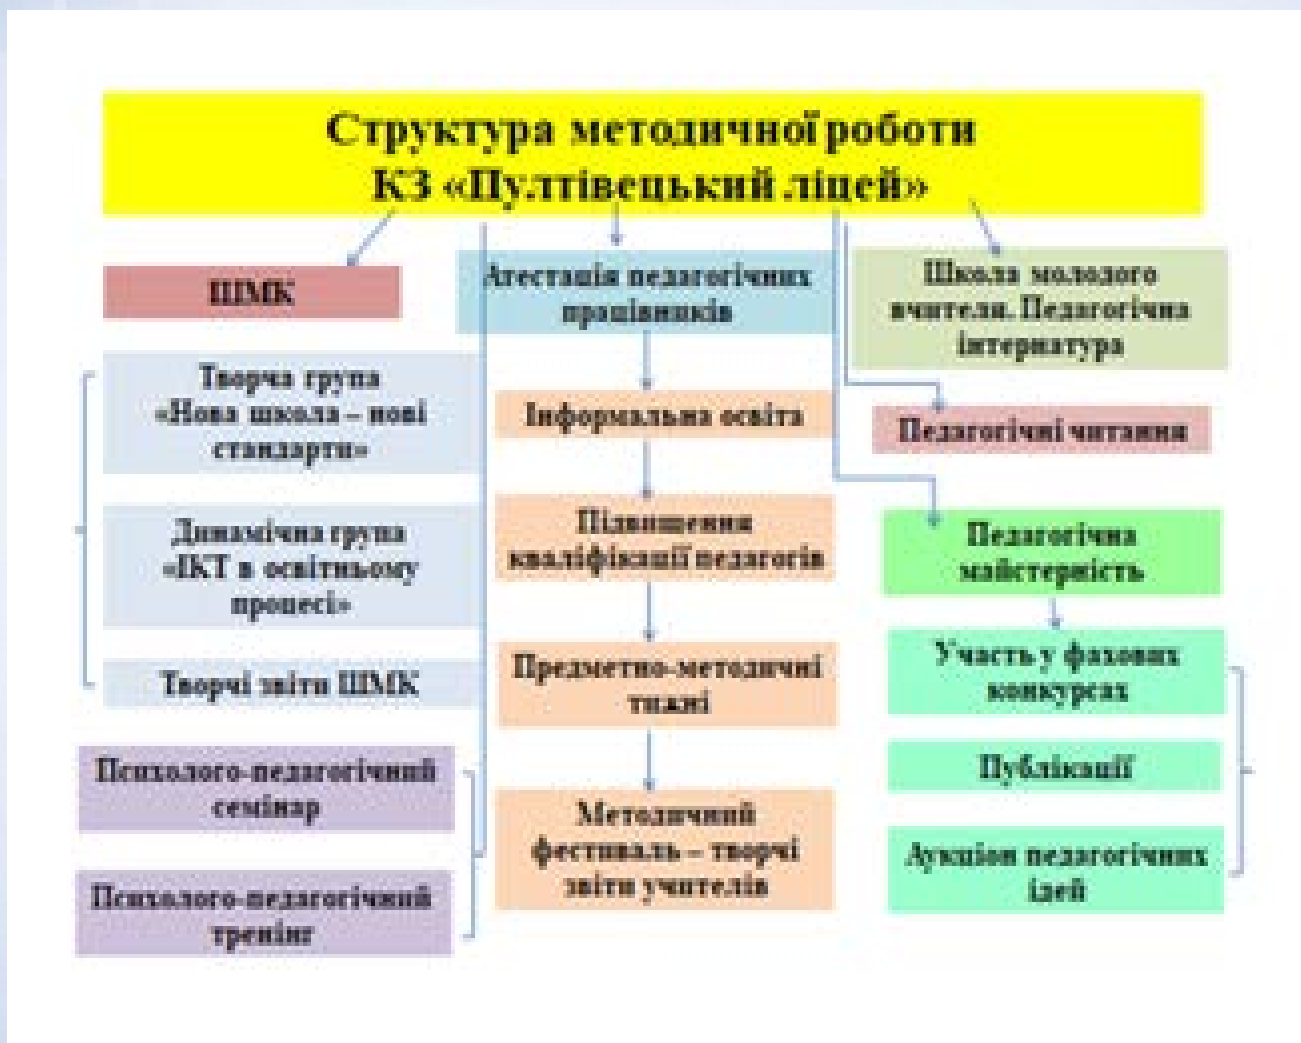 Структура методичної роботи
КЗ «Пултівецький ліцей»
ШМК
Творча група
«Нова школа – нові
стандарти»
Динамічна група
«ІКТ в освітньому
процесі»
Творчі звіти ШМК
Психолого-педагогічний
семінар
Психолого-педагогічний
тренінг
Атестація педагогічних
працівників
Інформальна освіта
Підвищення
кваліфікації педагогів
Предметно-методичні
тижні
Методичний
фестиваль – творчі
звіти учителів
Школа молодого
вчителя. Педагогічна
інтернатура
Педагогічні читання
Педагогічна
майстерність
Участь у фахових
конкурсах
Публікації
Аукціон педагогічних
ідей